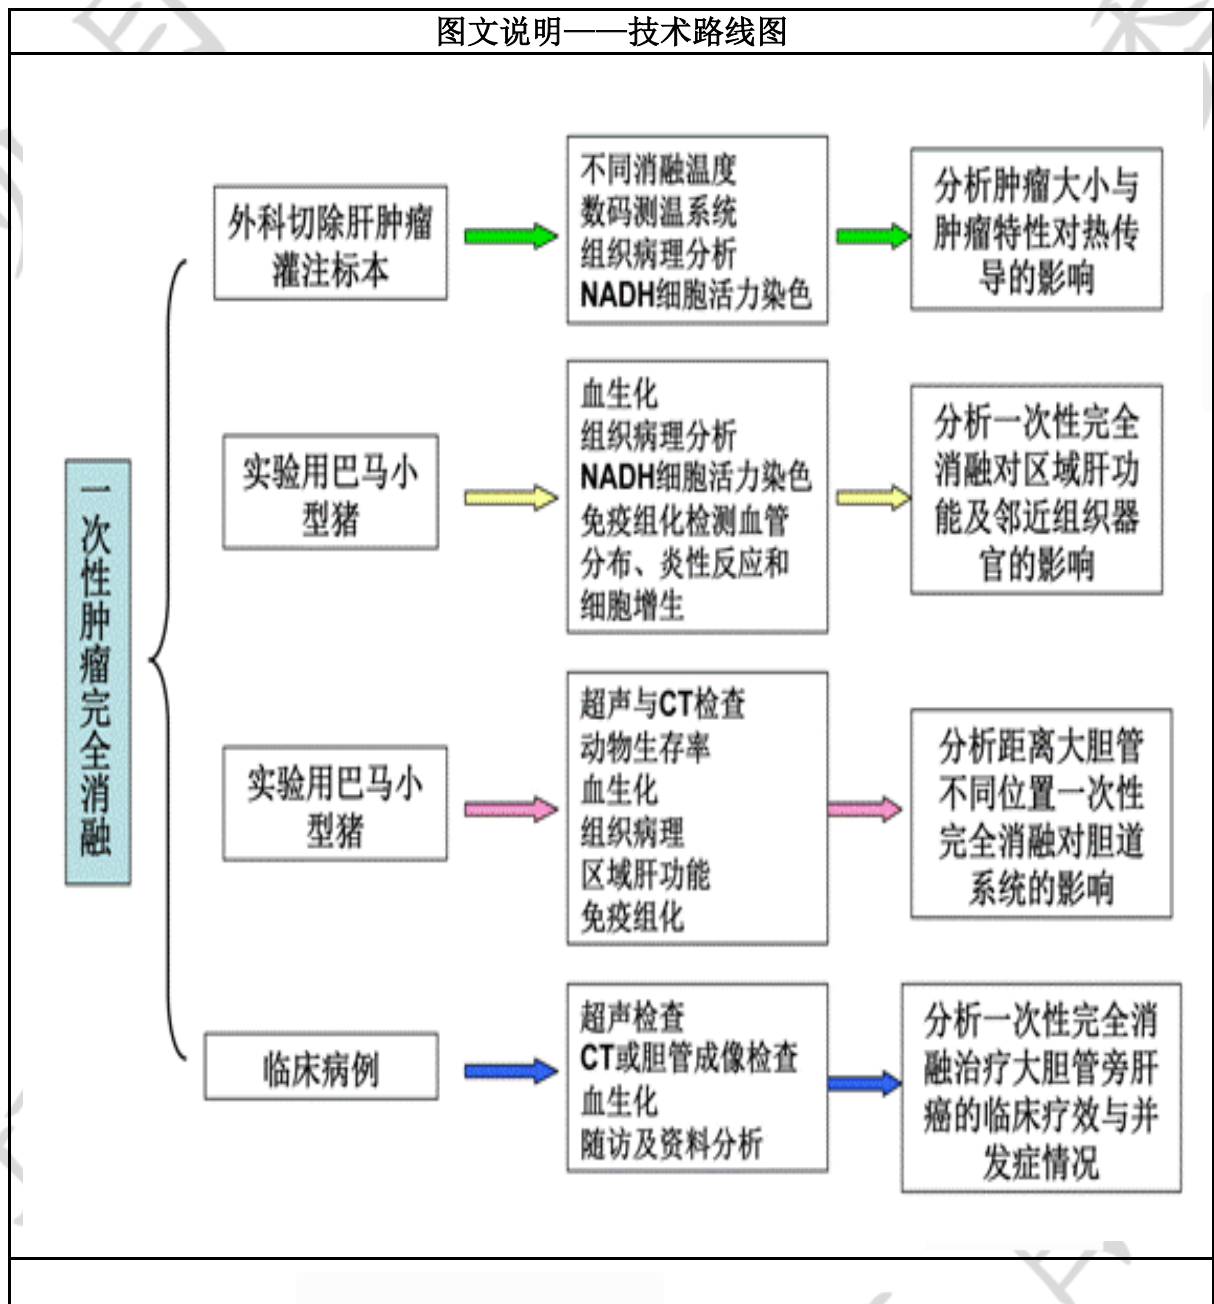 图文说明——技术路线图
一次性肿瘤完全消融
外科切除肝肿瘤
灌注标本
不同消融温度
数码测温系统
组织病理分析
NADH细胞活力染色
分析肿瘤大小与
肿瘤特性对热传
导的影响
实验用巴马小
型猪
血生化
组织病理分析
NADH细胞活力染色
免疫组化检测血管
分布、炎性反应和
细胞增生
分析一次性完全
消融对区域肝功
能及邻近组织器
官的影响
实验用巴马小
型猪
超声与CT检查
动物生存率
血生化
组织病理
区域肝功能
免疫组化
分析距离大胆管
不同位置一次性
完全消融对胆道
系统的影响
临床病例
超声检查
CT或胆管成像检查
血生化
随访及资料分析
分析一次性完全消
融治疗大胆管旁肝
癌的临床疗效与并
发症情况